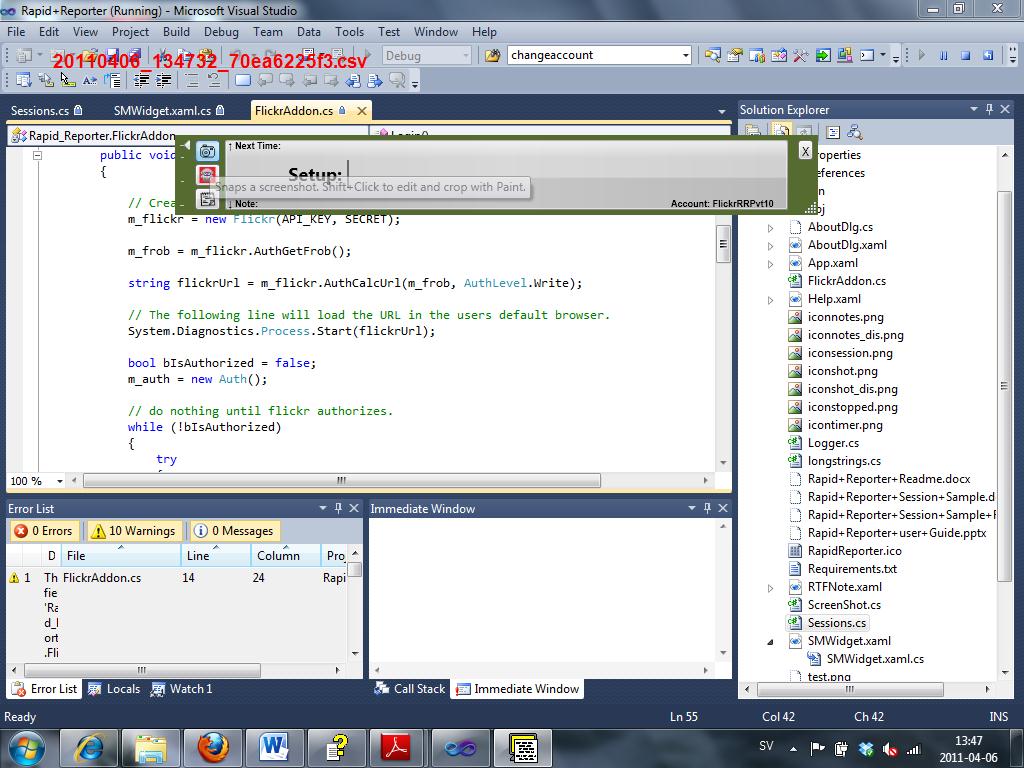 Rapid+Reporter (Running) - Microsoft Visual Studio
File Edit View Project Build Debug Team Data Tools Test Window Help
20110406_134732_70ea6225f3.csv
Debug
changeaccount
Sessions.cs
SMWidget.xaml.cs
FlickrAddon.cs
Solution Explorer
Rapid_Reporter.FlickrAddon
Login()
↑ Next Time:
X
Setup:
Snaps a screenshot. Shift+Click to edit and crop with Paint.
↓ Note:
Account: FlickrRRPvt10
public void
{
// Crea
m_flickr = new Flickr(API_KEY, SECRET);
m_frob = m_flickr.AuthGetFrob();
string flickrUrl = m_flickr.AuthCalcUrl(m_frob, AuthLevel.Write);
// The following line will load the URL in the users default browser.
System.Diagnostics.Process.Start(flickrUrl);
bool bIsAuthorized = false;
m_auth = new Auth();
// do nothing until flickr authorizes.
while (!bIsAuthorized)
{
try
100 %
roperties
eferences
AboutDlg.cs
AboutDlg.xaml
App.xaml
FlickrAddon.cs
Help.xaml
iconnotes.png
iconnotes_dis.png
iconsession.png
iconshot.png
iconshot_dis.png
iconstopped.png
icontimer.png
Logger.cs
longstrings.cs
Rapid+Reporter+Readme.docx
Rapid+Reporter+Session+Sample.d
Rapid+Reporter+Session+Sample+F
Rapid+Reporter+user+Guide.pptx
RapidReporter.ico
Requirements.txt
RTFNote.xaml
ScreenShot.cs
Sessions.cs
SMWidget.xaml
SMWidget.xaml.cs
test.png
Error List
0 Errors
10 Warnings
0 Messages
D File Line Column Pro
1 Th FlickrAddon.cs 14 24 Rapi
fie
'Ra
d_l
ort
.Fli
Error List
Locals
Watch 1
Immediate Window
Call Stack
Immediate Window
Ready
Ln 55 Col 42 Ch 42 INS
SV
13:47
2011-04-06